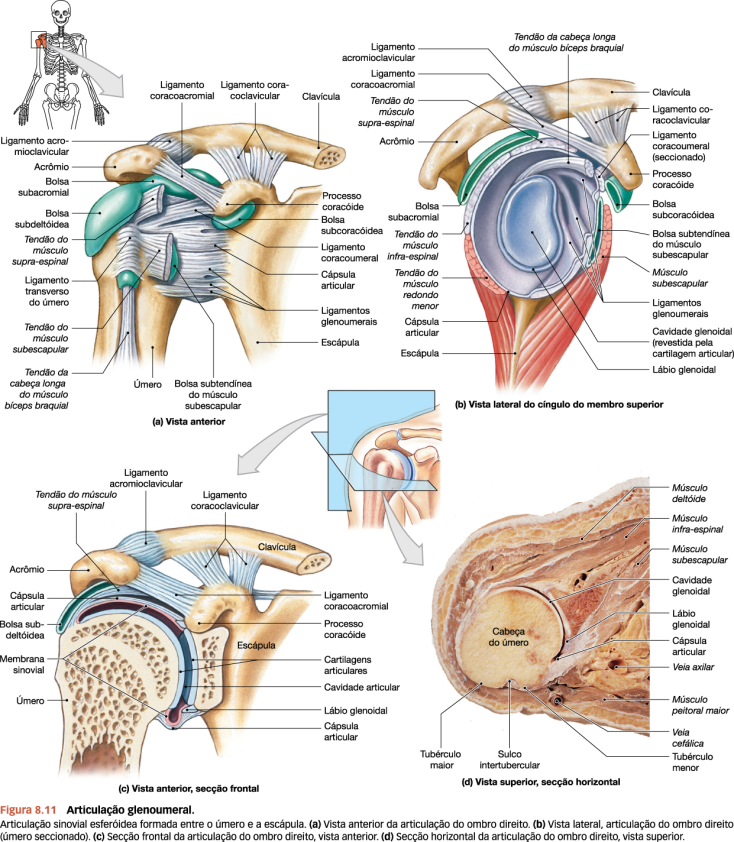 Ligamento
coracoacromial
Ligamento cora-
coclavicular
Clavícula
Ligamento acro-
mioclavicular
Acrômio
Bolsa
subacromial
Bolsa
subdeltóidea
Tendão do
músculo
supra-espinal
Ligamento
transverso
do úmero
Tendão do
músculo
subescapular
Tendão da
cabeça longa
do músculo
bíceps braquial
Úmero
Bolsa subtendínea
do músculo
subescapular
Processo
coracóide
Bolsa
subcoracóidea
Ligamento
coracoumeral
Cápsula
articular
Ligamentos
glenoumerais
Escápula
(a) Vista anterior
Tendão da cabeça longa
do músculo bíceps braquial
Ligamento
acromioclavicular
Ligamento
coracoacromial
Tendão do
músculo
supra-espinal
Acrômio
Bolsa
subacromial
Tendão do
músculo
infra-espinal
Tendão do
músculo
redondo
menor
Cápsula
articular
Escápula
Clavícula
Ligamento co-
racoclavicular
Ligamento
coracoumeral
(seccionado)
Processo
coracóide
Bolsa
subcoracóidea
Bolsa subtendínea
do músculo
subescapular
Músculo
subescapular
Ligamentos
glenoumerais
Cavidade glenoidal
(revestida pela
cartilagem articular)
Lábio glenoidal
(b) Vista lateral do cíngulo do membro superior
Ligamento
acromioclavicular
Tendão do músculo
supra-espinal
Ligamento
coracoclavicular
Clavícula
Acrômio
Cápsula
articular
Bolsa sub-
deltóidea
Membrana
sinovial
Úmero
Ligamento
coracoacromial
Processo
coracóide
Escápula
Cartilagens
articulares
Cavidade articular
Lábio glenoidal
Cápsula
articular
(c) Vista anterior, secção frontal
Músculo
deltóide
Músculo
infra-espinal
Músculo
subescapular
Cavidade
glenoidal
Lábio
glenoidal
Cápsula
articular
Veia axilar
Músculo
peitoral maior
Veia
cefálica
Tubérculo
menor
Cabeça
do úmero
Tubérculo
maior
Sulco
intertubercular
(d) Vista superior, secção horizontal
Figura 8.11 Articulação glenoumeral.
Articulação sinovial esferóidea formada entre o úmero e a escápula. (a) Vista anterior da articulação do ombro direito. (b) Vista lateral, articulação do ombro direito
(úmero seccionado). (c) Secção frontal da articulação do ombro direito, vista anterior. (d) Secção horizontal da articulação do ombro direito, vista superior.